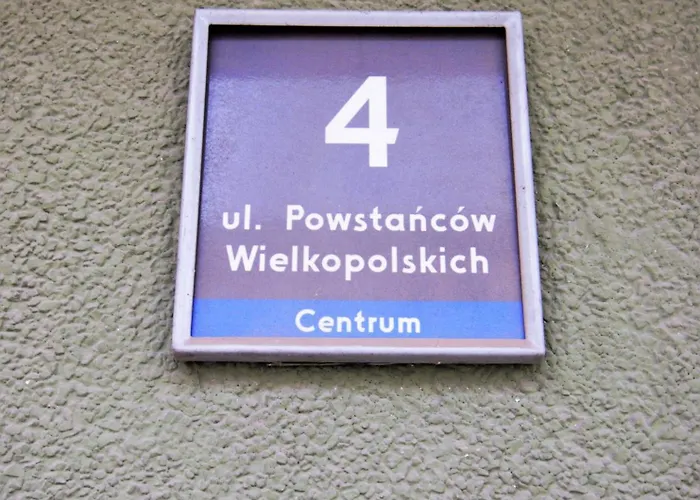 4
ul. Powstańców
Wielkopolskich
Centrum